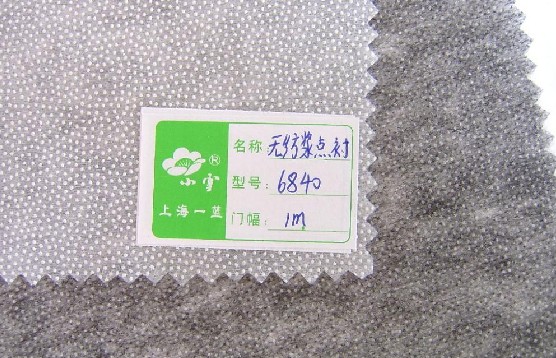 小雪®
上海一蓝
名称:无纺浆点衬
型号:6840
门幅:1m